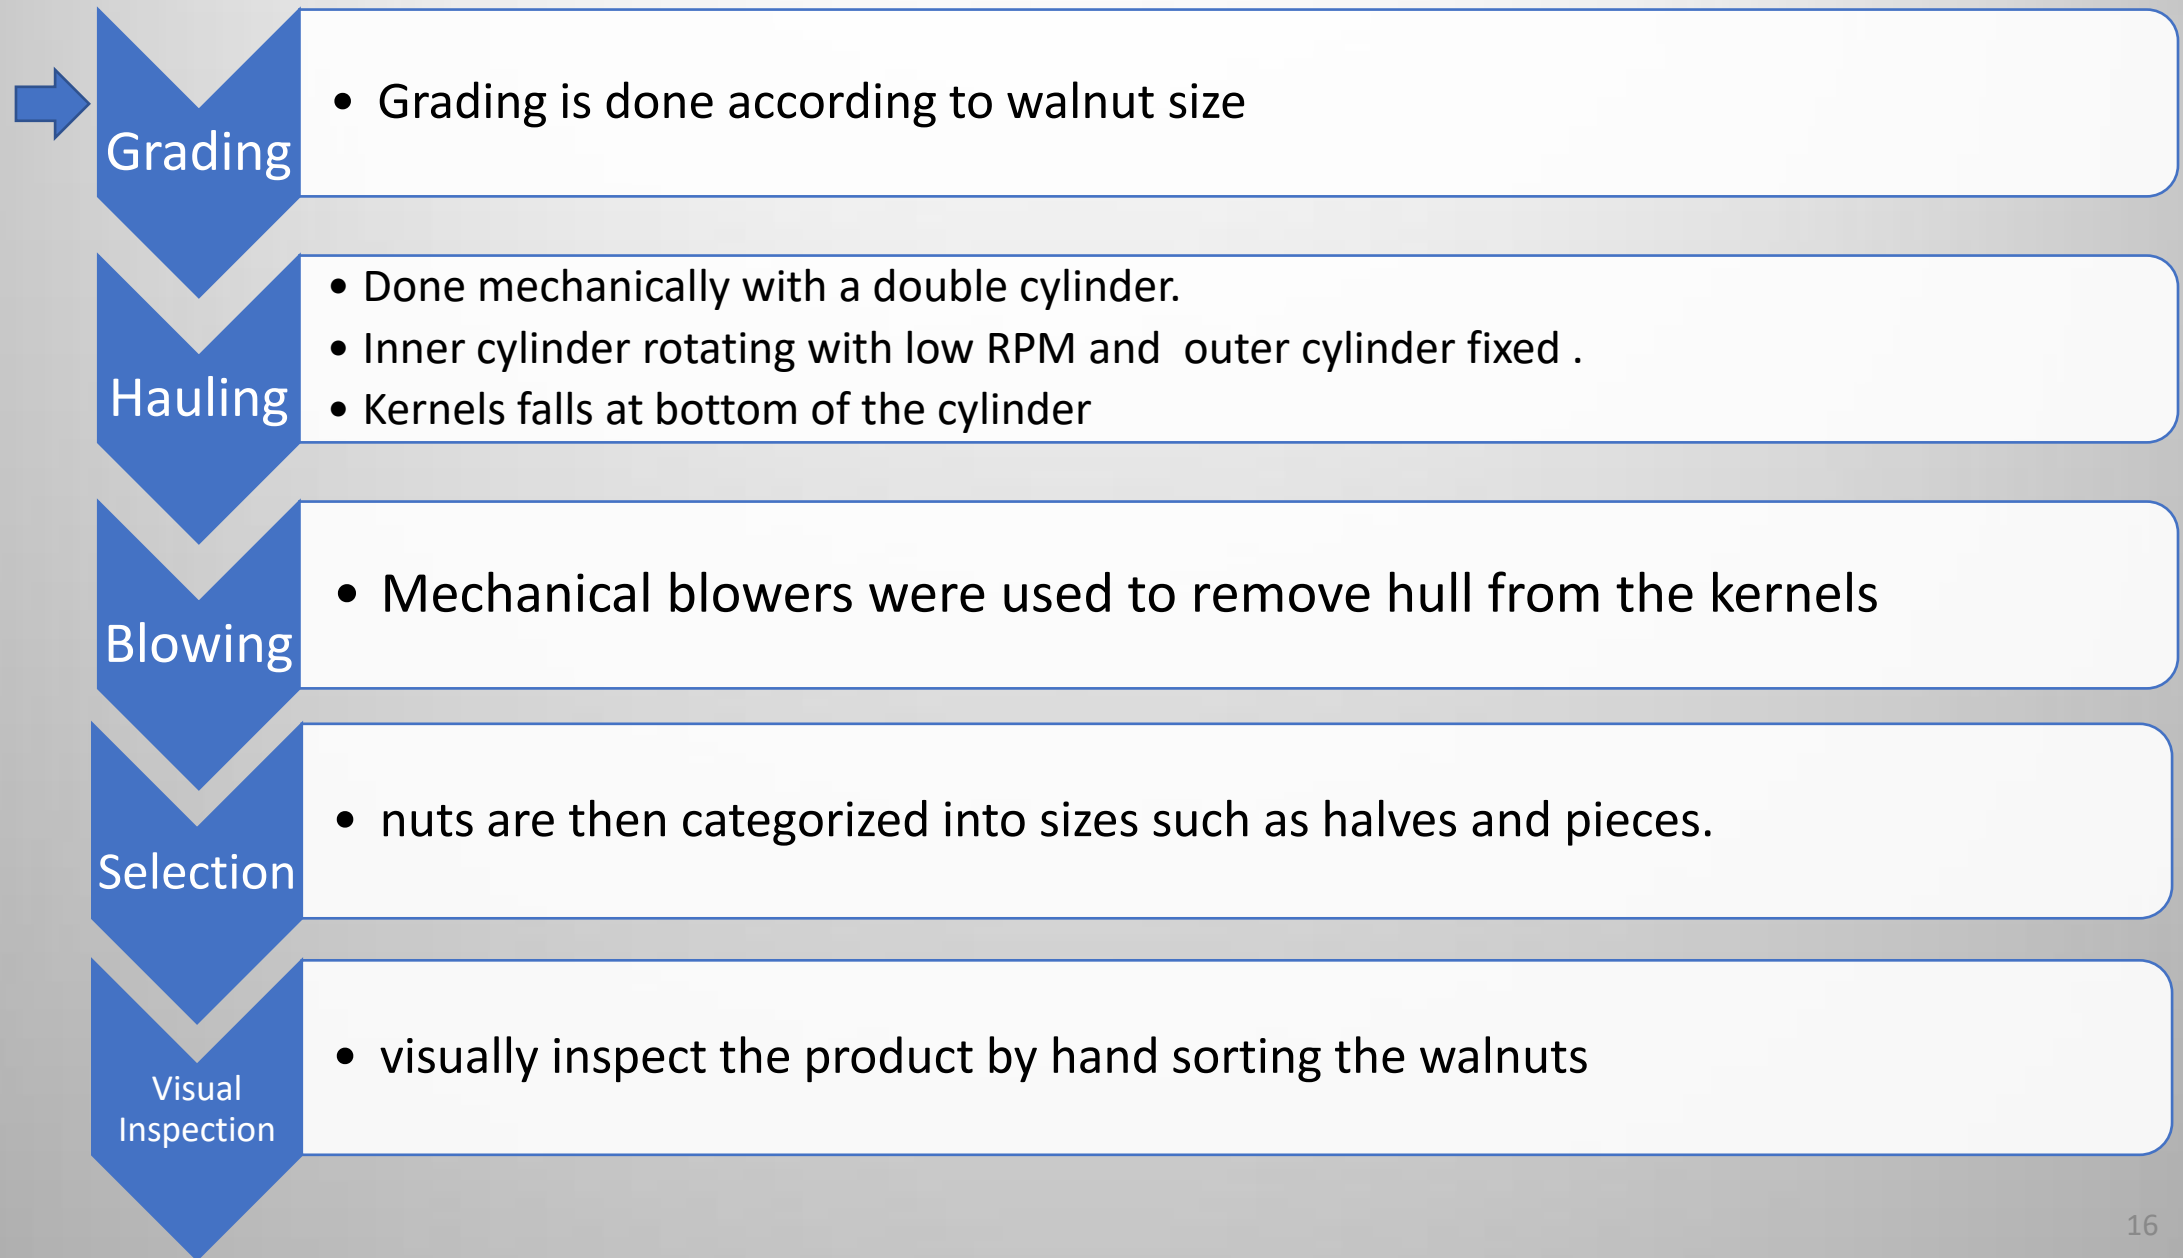 Grading
• Grading is done according to walnut size
Hauling
• Done mechanically with a double cylinder.
• Inner cylinder rotating with low RPM and  outer cylinder fixed .
• Kernels falls at bottom of the cylinder
Blowing
• Mechanical blowers were used to remove hull from the kernels
Selection
• nuts are then categorized into sizes such as halves and pieces.
Visual
Inspection
• visually inspect the product by hand sorting the walnuts
16